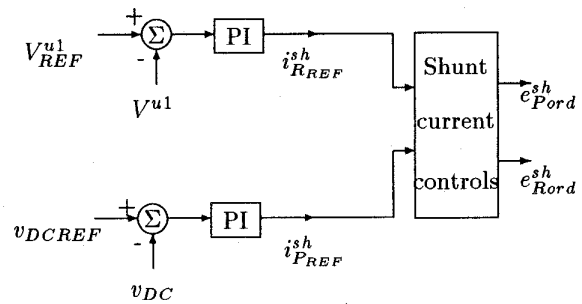 +
V^{u1}_{REF}
Σ
-
PI
i^{sh}_{R_{REF}}
V^{u1}
Shunt
current
controls
e^{sh}_{Pord}
e^{sh}_{Rord}
+
v_{DCREF}
Σ
-
PI
i^{sh}_{P_{REF}}
v_{DC}